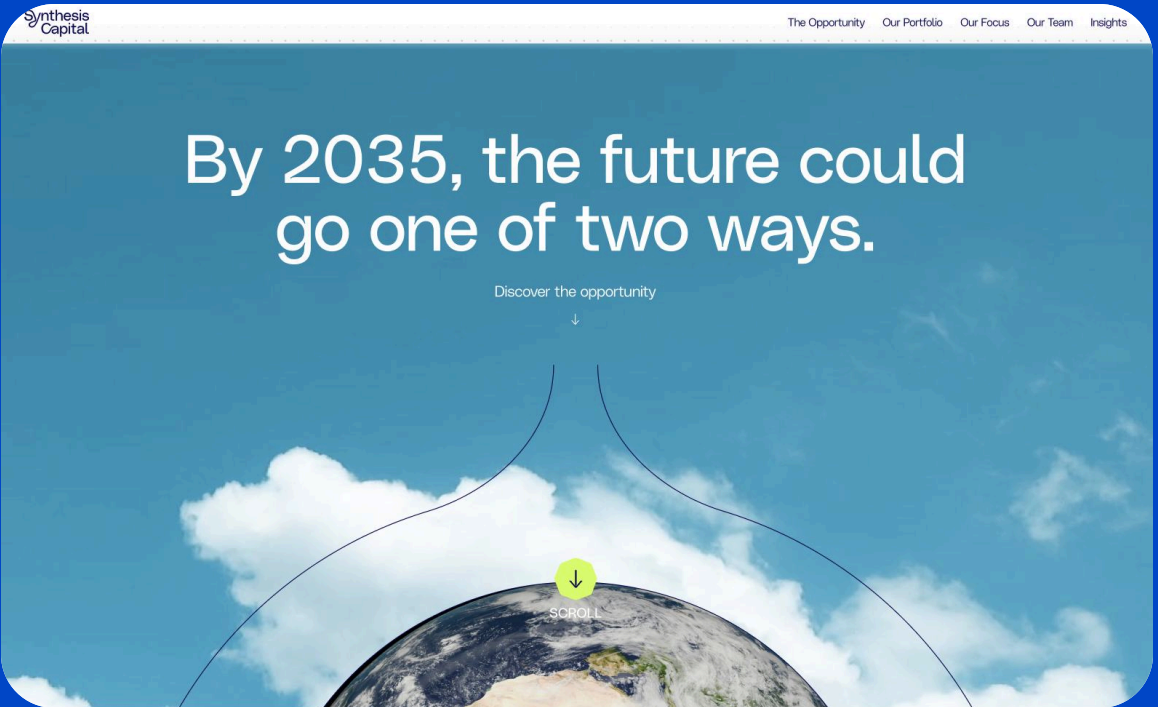 Synthesis
Capital
The Opportunity Our Portfolio Our Focus Our Team Insights
By 2035, the future could
go one of two ways.
Discover the opportunity
SCROLL